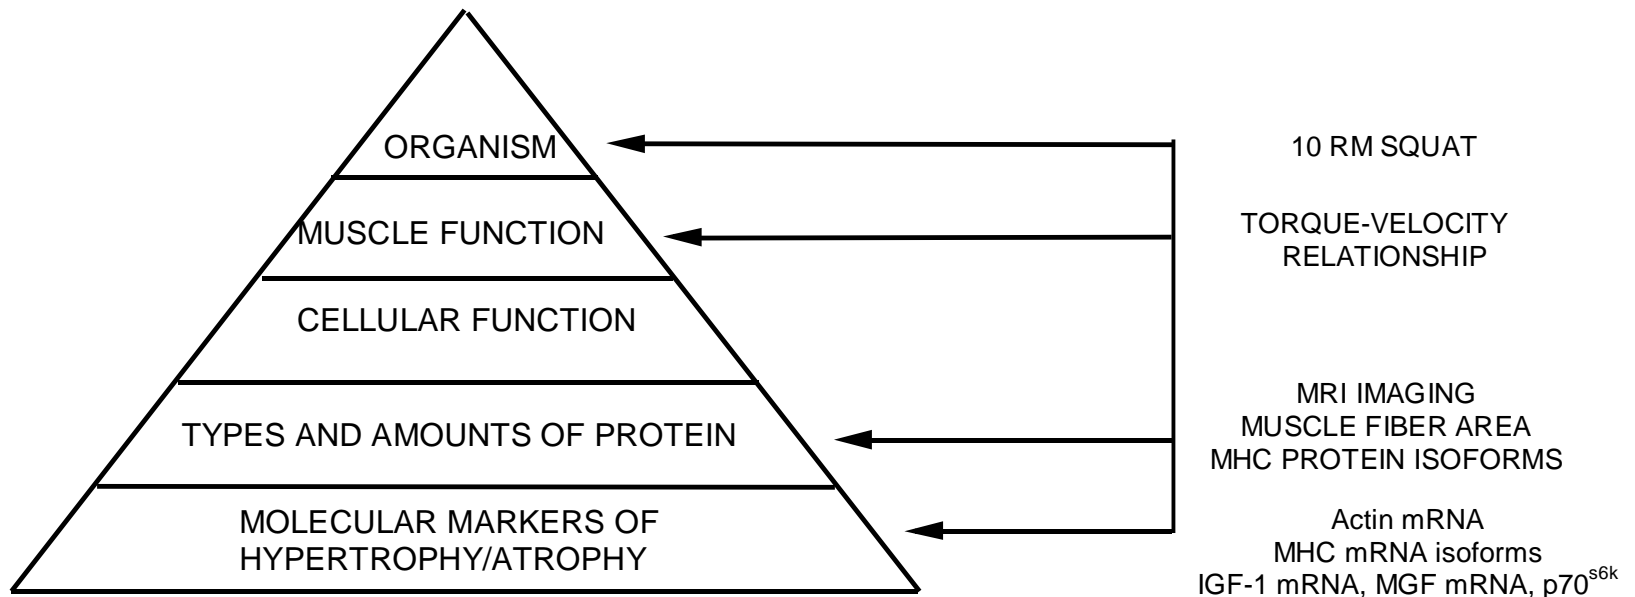 ORGANISM
10 RM SQUAT
MUSCLE FUNCTION
TORQUE-VELOCITY
RELATIONSHIP
CELLULAR FUNCTION
TYPES AND AMOUNTS OF PROTEIN
MRI IMAGING
MUSCLE FIBER AREA
MHC PROTEIN ISOFORMS
MOLECULAR MARKERS OF
HYPERTROPHY/ATROPHY
Actin mRNA
MHC mRNA isoforms
IGF-1 mRNA, MGF mRNA, p70s6k